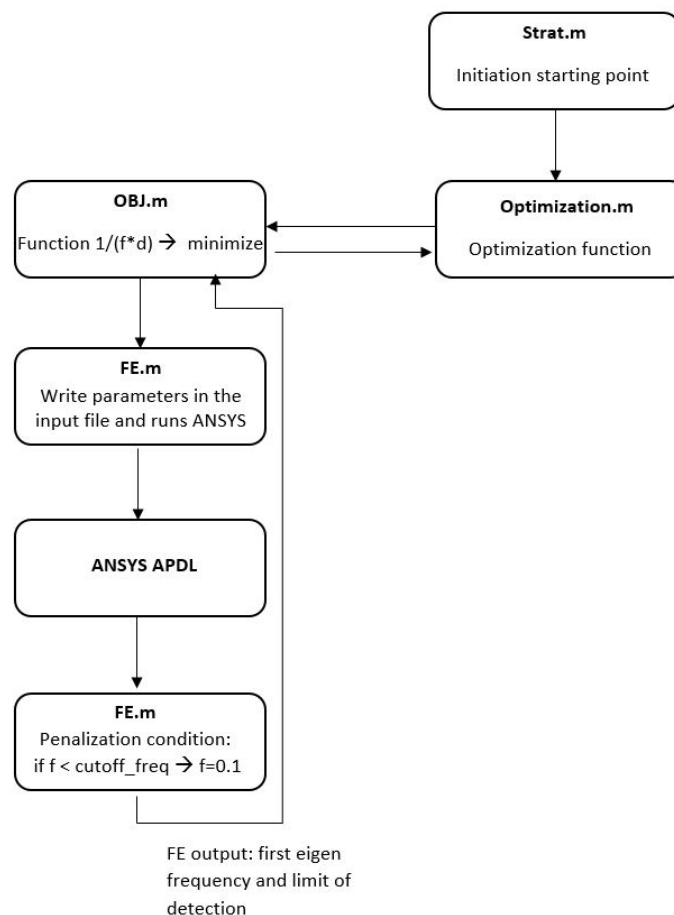 Strat.m
Initiation starting point
OBJ.m
Function 1/(f*d) → minimize
Optimization.m
Optimization function
FE.m
Write parameters in the
input file and runs ANSYS
ANSYS APDL
FE.m
Penalization condition:
if f < cutoff_freq → f=0.1
FE output: first eigen
frequency and limit of
detection